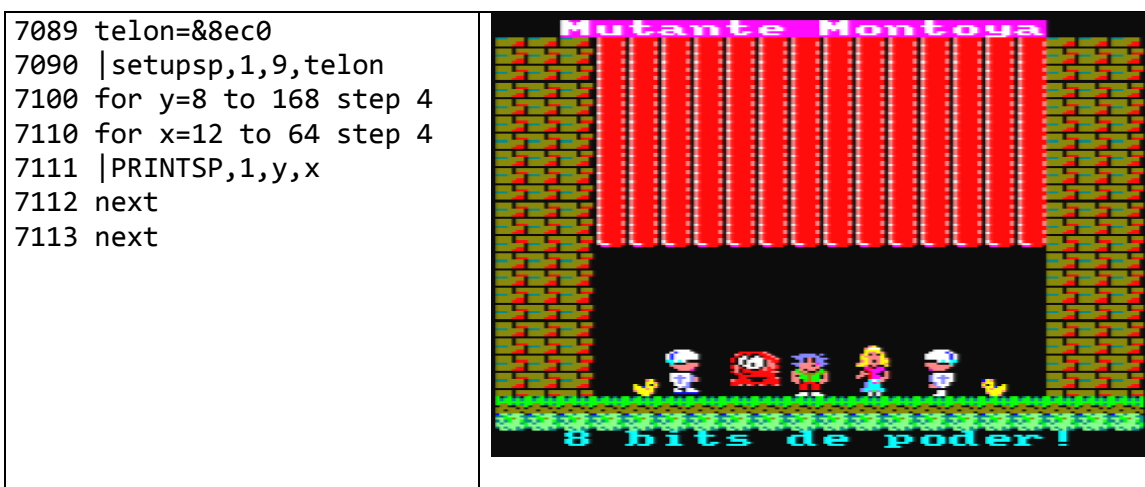 7089 telon=&8ec0
7090 |setupsp,1,9,telon
7100 for y=8 to 168 step 4
7110 for x=12 to 64 step 4
7111 |PRINTSP,1,y,x
7112 next
7113 next
Mutante Montoya
8 bits de poder!